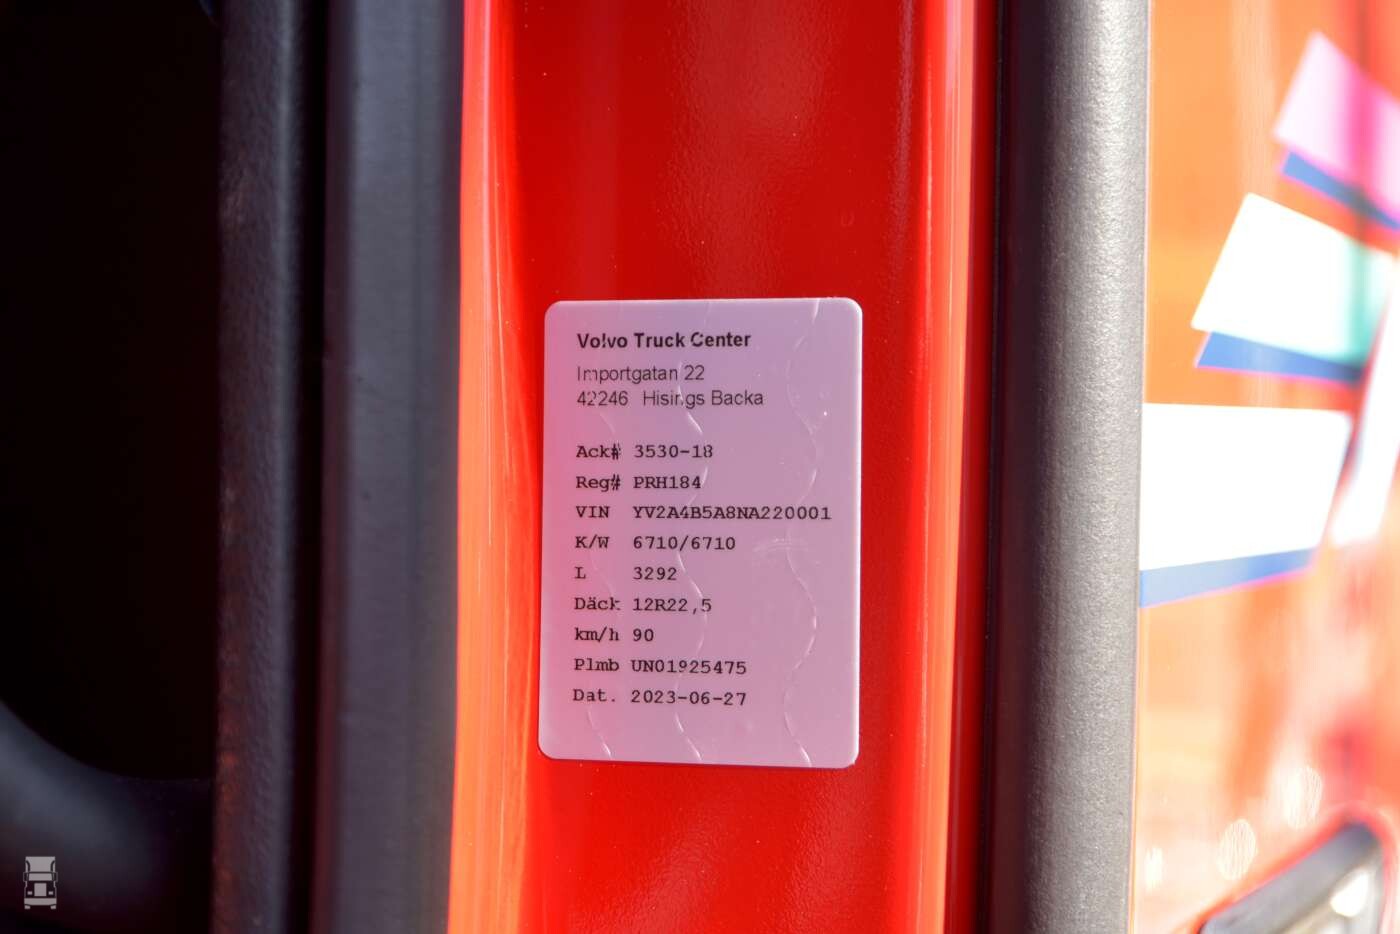 Volvo Truck Center
Importgatan 22
42246 Hisings Backa
Ack# 3530-18
Reg# PRH184
VIN YV2A4B5A8NA220001
K/W 6710/6710
L 3292
Däck 12R22,5
km/h 90
Plmb UN01925475
Dat. 2023-06-27